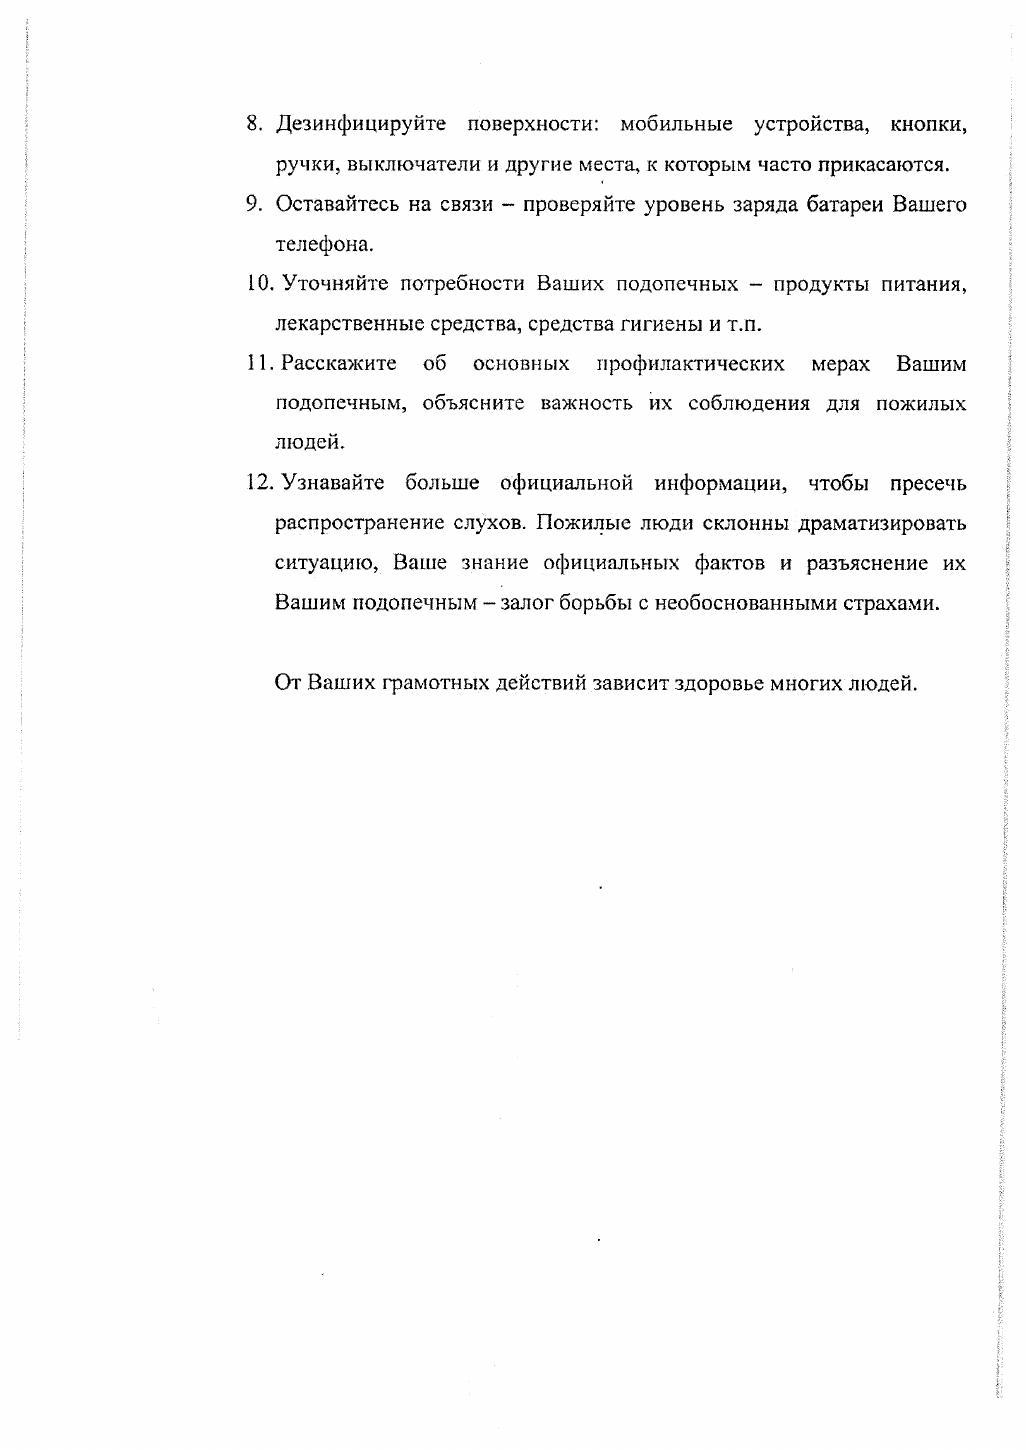 8. Дезинфицируйте поверхности: мобильные устройства, кнопки,
ручки, выключатели и другие места, к которым часто прикасаются.
9. Оставайтесь на связи – проверяйте уровень заряда батареи Вашего
телефона.
10. Уточняйте потребности Ваших подопечных – продукты питания,
лекарственные средства, средства гигиены и т.п.
11. Расскажите об основных профилактических мерах Вашим
подопечным, объясните важность их соблюдения для пожилых
людей.
12. Узнавайте больше официальной информации, чтобы пресечь
распространение слухов. Пожилые люди склонны драматизировать
ситуацию, Ваше знание официальных фактов и разъяснение их
Вашим подопечным – залог борьбы с необоснованными страхами.
От Ваших грамотных действий зависит здоровье многих людей.